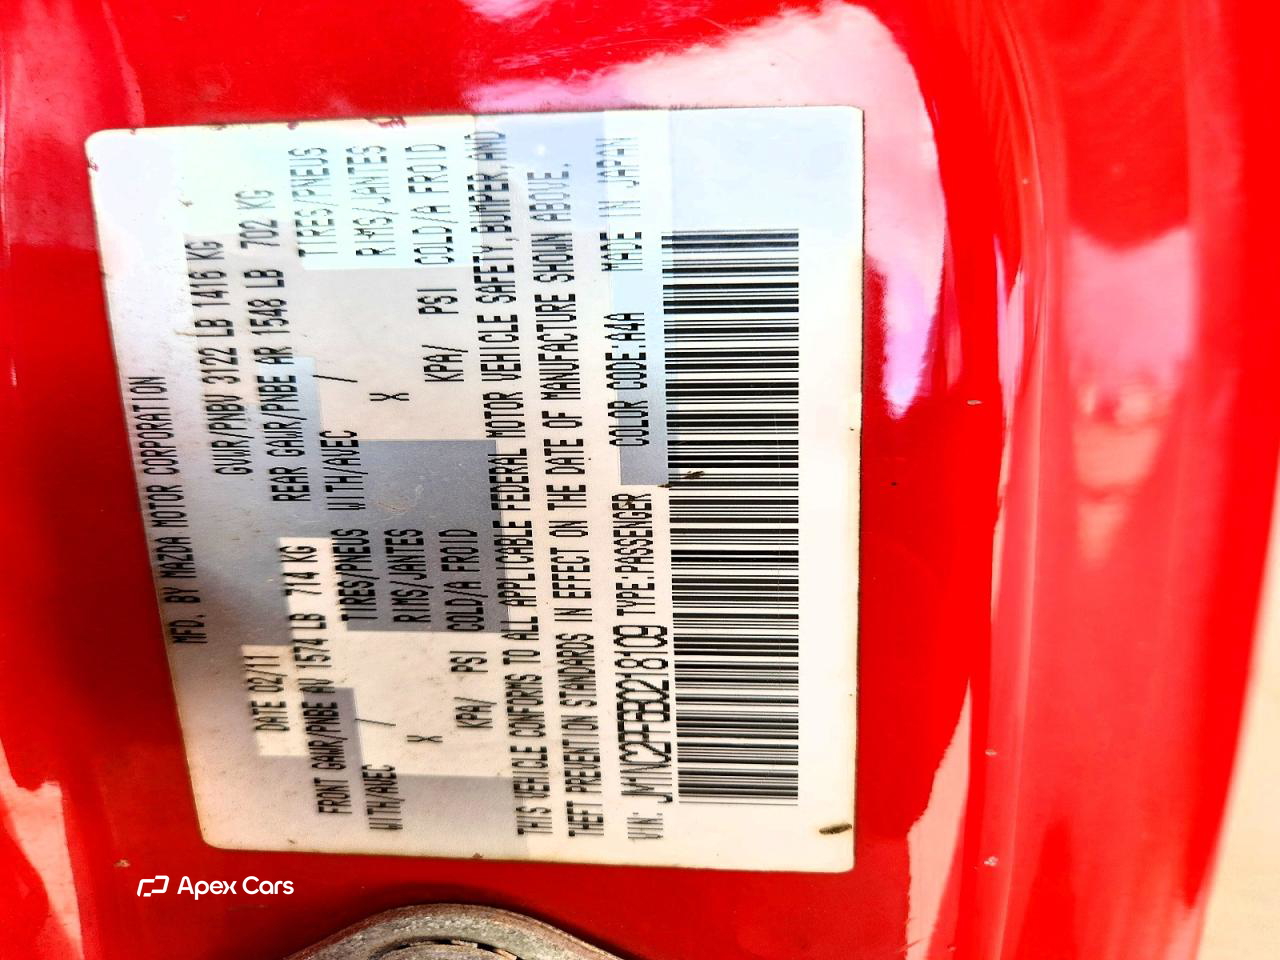 MFD. BY MAZDA MOTOR CORPORATION
DATE 02/11 GVWR/PNBV 3122 LB 1416 KG
FRONT GAWR/PNBE AV 1574 LB 714 KG REAR GAWR/PNBE AR 1548 LB 702 KG
WITH/AVEC / TIRES/PNEUS WITH/AVEC / TIRES/PNEUS
X RIMS/JANTES X RIMS/JANTES
KPA/ PSI COLD/A FROID KPA/ PSI COLD/A FROID
THIS VEHICLE CONFORMS TO ALL APPLICABLE FEDERAL MOTOR VEHICLE SAFETY,BUMPER,AND
THEFT PREVENTION STANDARDS IN EFFECT ON THE DATE OF MANUFACTURE SHOWN ABOVE.
VIN: JM1NC2PF6B0218109 TYPE:PASSENGER COLOR CODE:A4A MADE IN JAPAN
Apex Cars